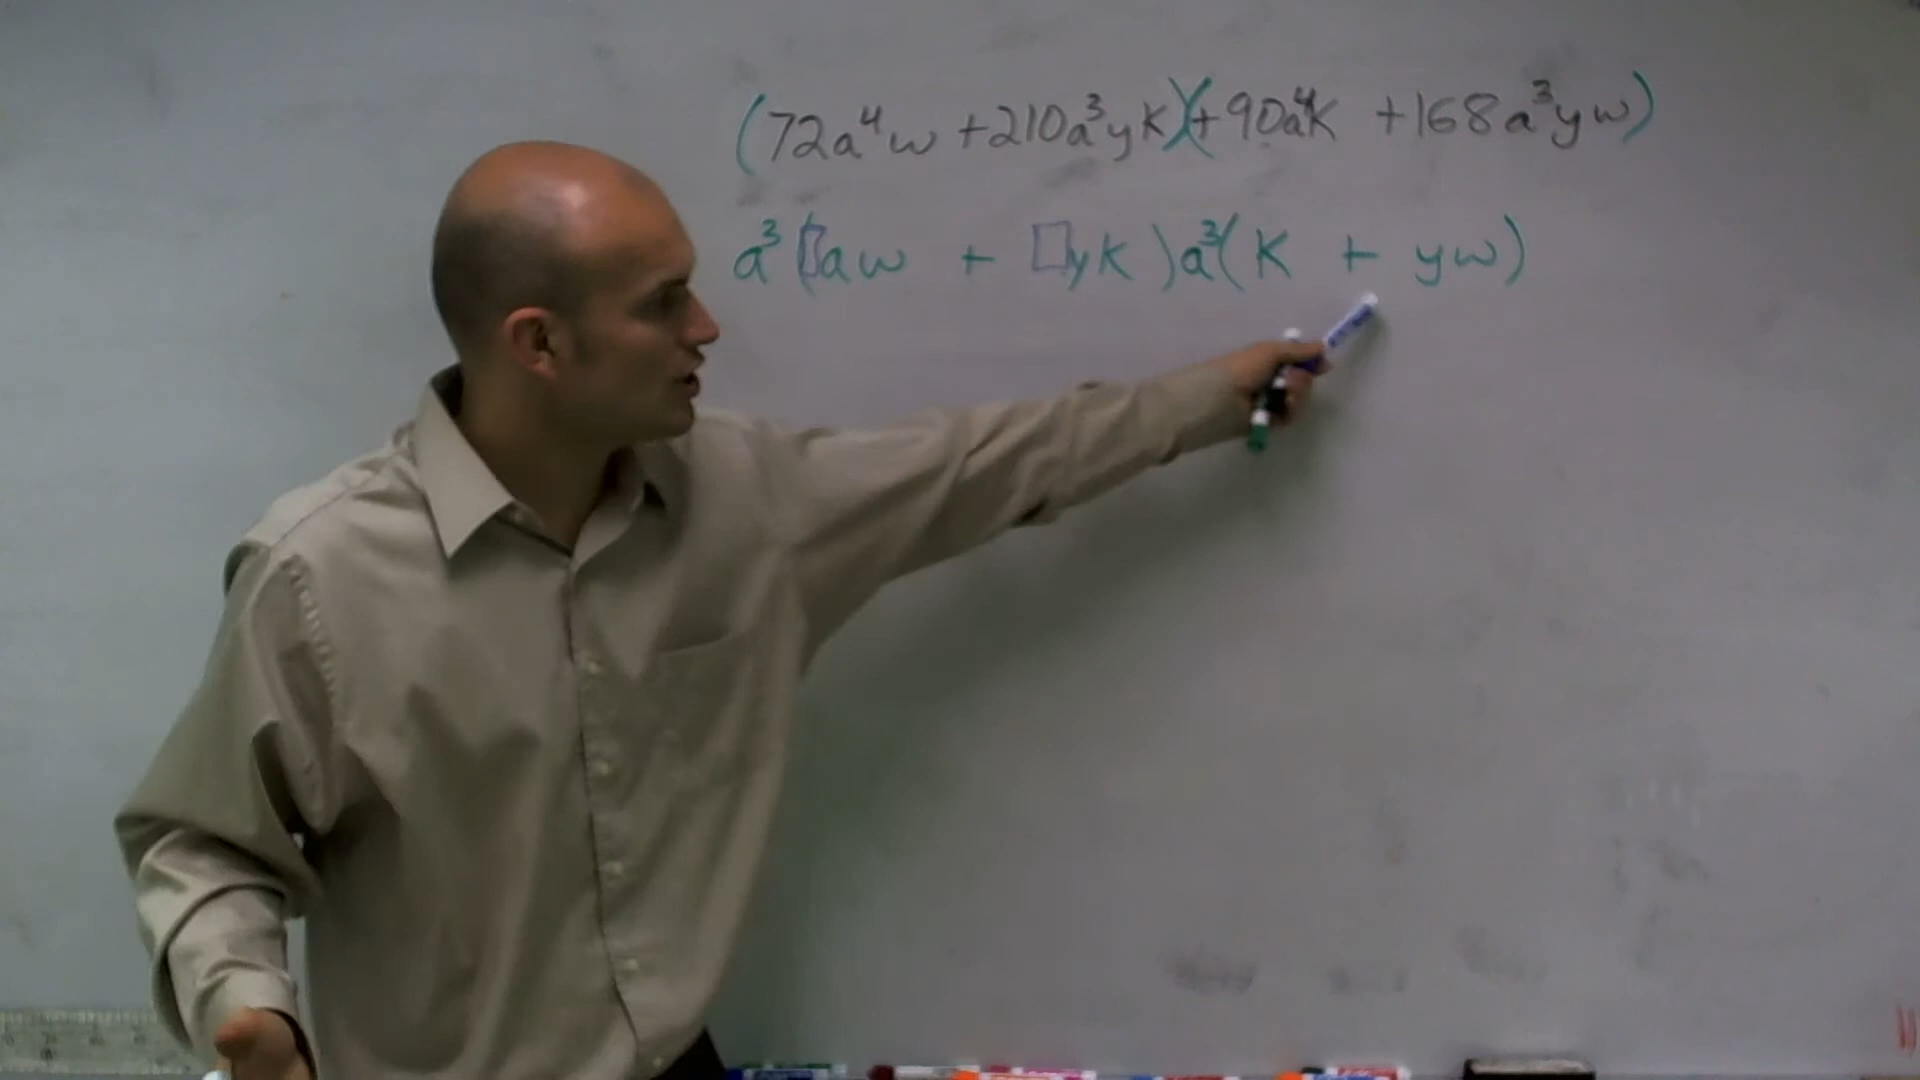 (72a⁴w +210a³yk)(+90a⁴k +168a³yw)
a³(□aw + □yk)a³(k + yw)